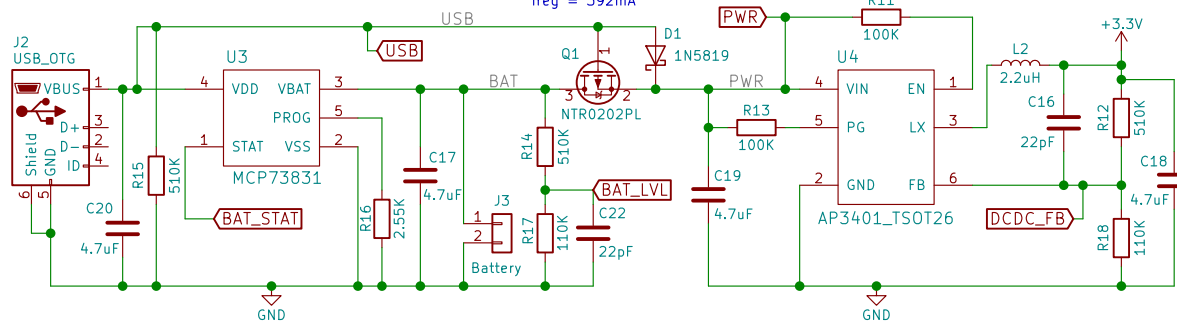 Ireg = 392mA
USB
PWR
R11
100K
+3.3V
J2
USB_OTG
USB
D1
1N5819
Q1
1
3
2
NTR0202PL
U3
BAT
PWR
U4
L2
2.2uH
VBUS
1
4
VDD
VBAT
3
4
VIN
EN
1
D+
3
D-
2
ID
4
Shield
GND
6
5
PROG
5
1
STAT
VSS
2
MCP73831
R13
100K
5
PG
LX
3
C16
22pF
R12
510K
R15
510K
R14
510K
C17
4.7uF
BAT_LVL
C19
4.7uF
2
GND
FB
6
AP3401_TSOT26
C18
4.7uF
C20
4.7uF
BAT_STAT
R16
2.55K
J3
1
2
Battery
R17
110K
C22
22pF
DCDC_FB
R18
110K
GND
GND